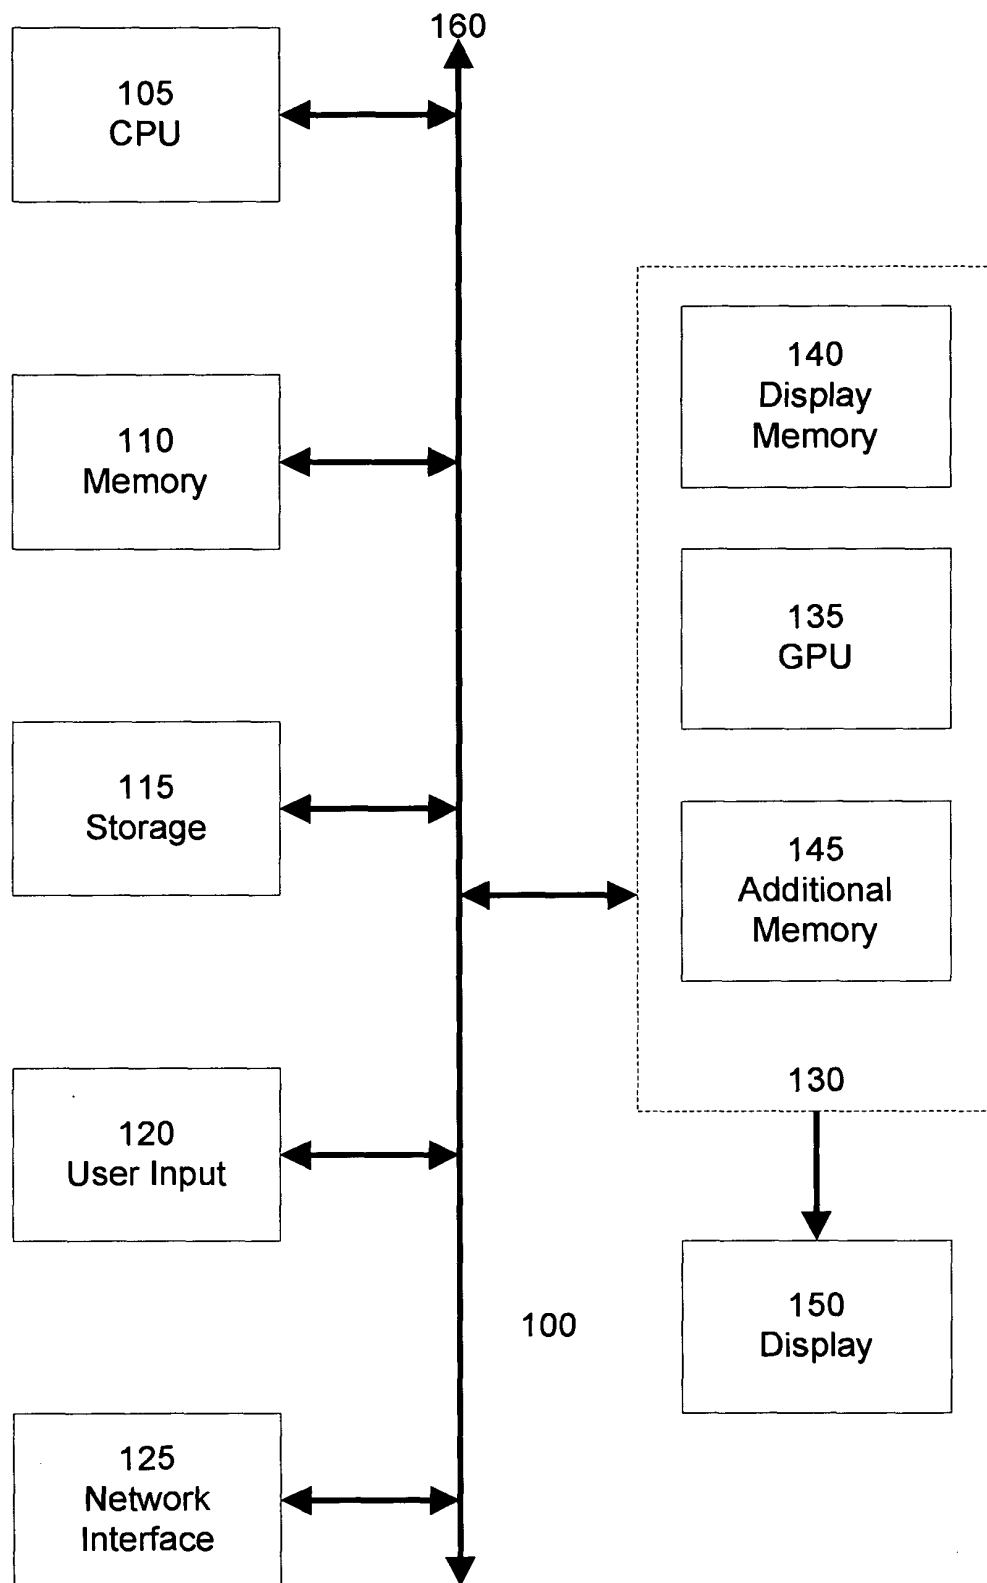 160
105
CPU
110
Memory
115
Storage
120
User Input
125
Network
Interface
140
Display
Memory
135
GPU
145
Additional
Memory
130
150
Display
100